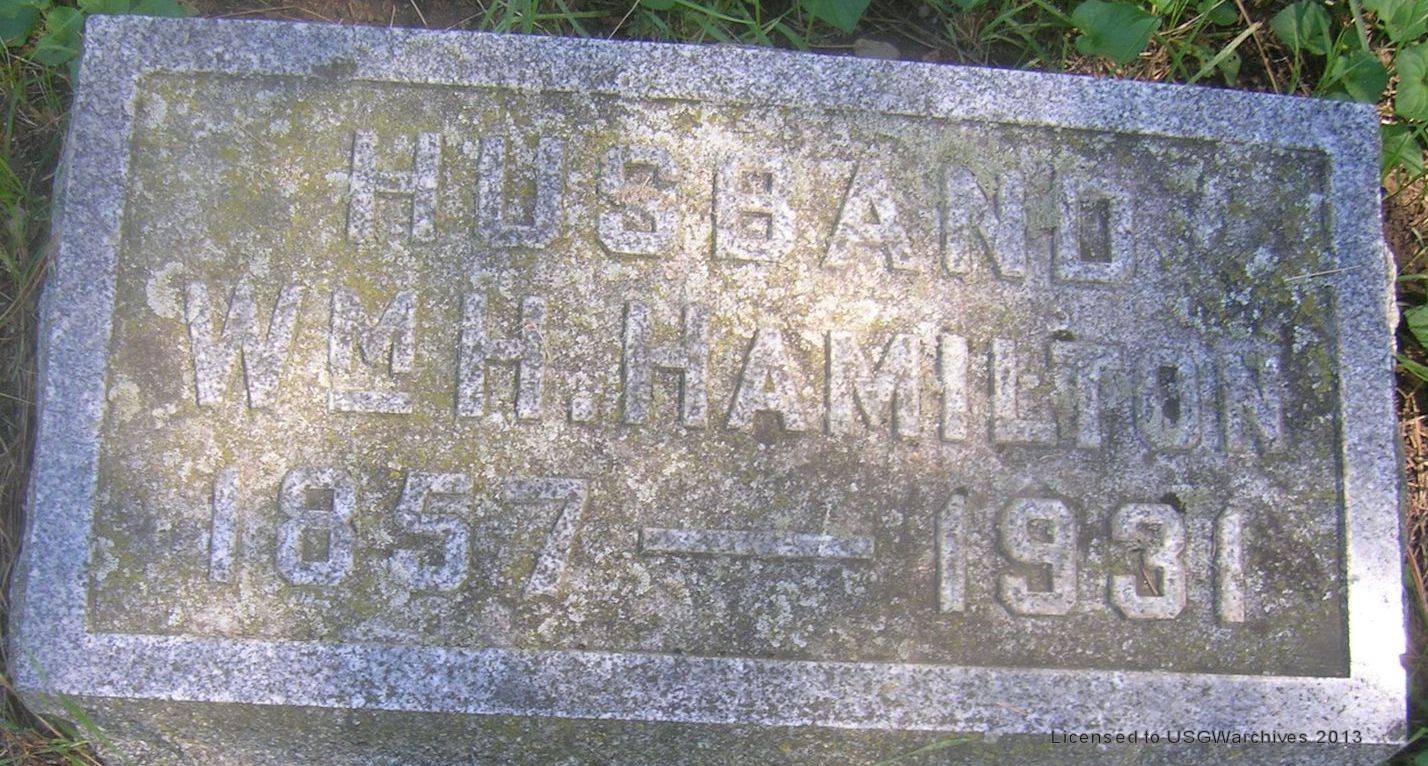 HUSBAND
WM H. HAMILTON
1857 — 1931
Licensed to USGWarchives 2013